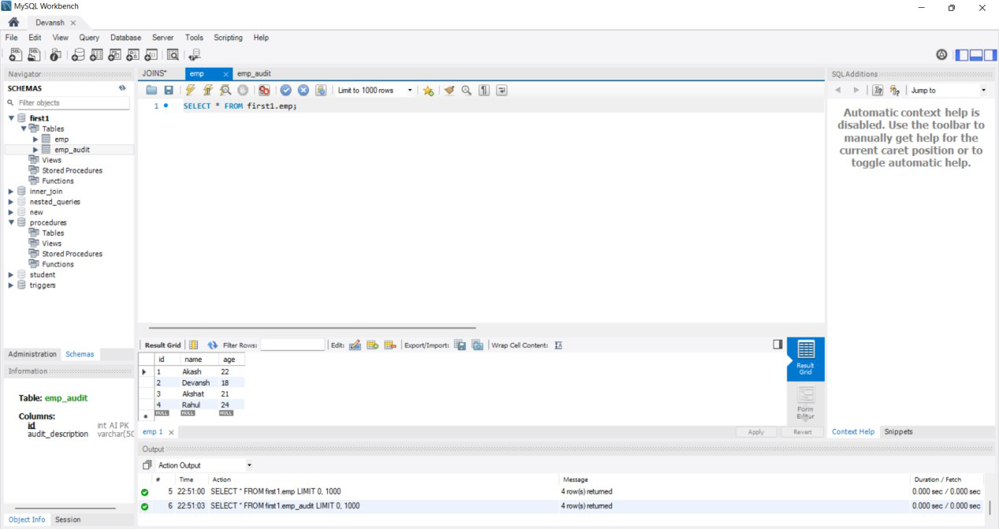 MySQL Workbench
Devansh
File Edit View Query Database Server Tools Scripting Help
Navigator
SCHEMAS
Filter objects
first1
Tables
emp
emp_audit
Views
Stored Procedures
Functions
inner_join
nested_queries
new
procedures
Tables
Views
Stored Procedures
Functions
student
triggers
Administration Schemas
Information
Table: emp_audit
Columns:
id int AI PK
audit_description varchar(50
Object Info Session
JOINS* emp emp_audit
Limit to 1000 rows
1 SELECT * FROM first1.emp;
Result Grid Filter Rows: Edit: Export/Import: Wrap Cell Content:
id name age
1 Akash 22
2 Devansh 18
3 Akshat 21
4 Rahul 24
* NULL NULL NULL
Result Grid
Form Editor
emp 1
Apply Revert
Output
Action Output
# Time Action Message Duration / Fetch
5 22:51:00 SELECT * FROM first1.emp LIMIT 0, 1000 4 row(s) returned 0.000 sec / 0.000 sec
6 22:51:03 SELECT * FROM first1.emp_audit LIMIT 0, 1000 4 row(s) returned 0.000 sec / 0.000 sec
SQLAdditions
Jump to
Automatic context help is
disabled. Use the toolbar to
manually get help for the
current caret position or to
toggle automatic help.
Context Help Snippets